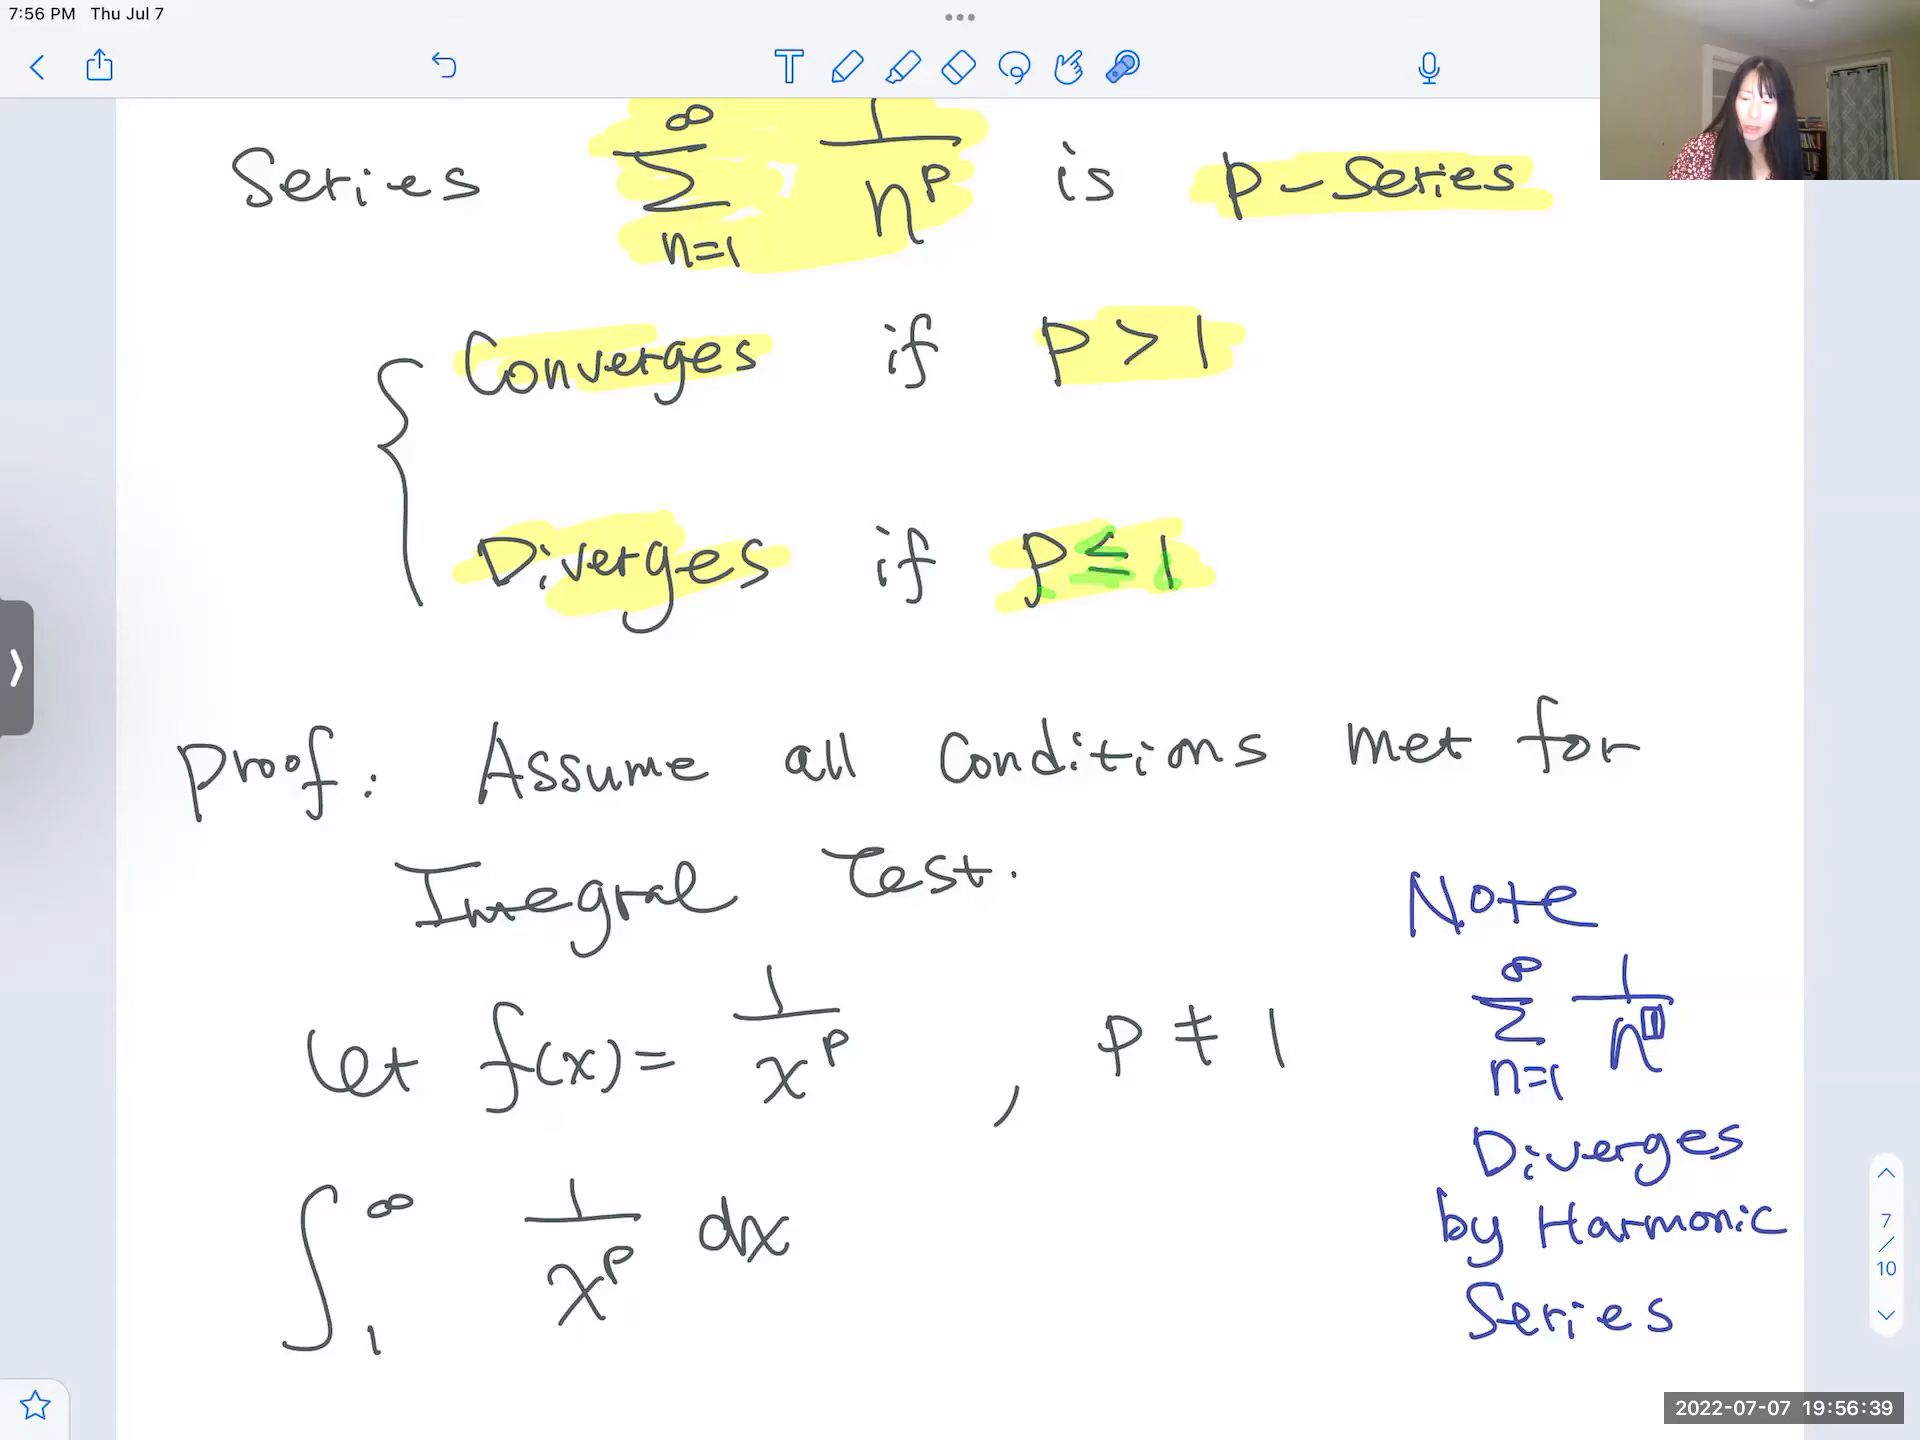 7:56 PM Thu Jul 7
Series ∞ Σ n=1 1/n^p is p-Series
Converges if p > 1
Diverges if p ≤ 1
Proof: Assume all Conditions met for
Integral Test.
Let f(x) = 1/x^p , p ≠ 1
∫ 1 ∞ 1/x^p dx
Note
∞ Σ n=1 1/n^1
Diverges
by Harmonic
Series
7
/
10
2022-07-07 19:56:39